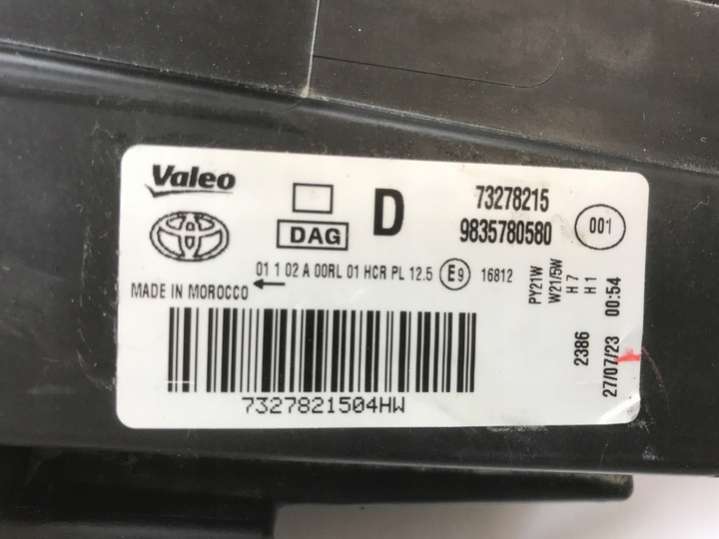 Valeo
DAG
D
73278215
9835780580
001
01 1 02 A 00RL 01 HCR PL 12.5
E9
16812
MADE IN MOROCCO
PY21W
W21/5W
H7
H1
2386
27/07/23 00:54
7327821504HW